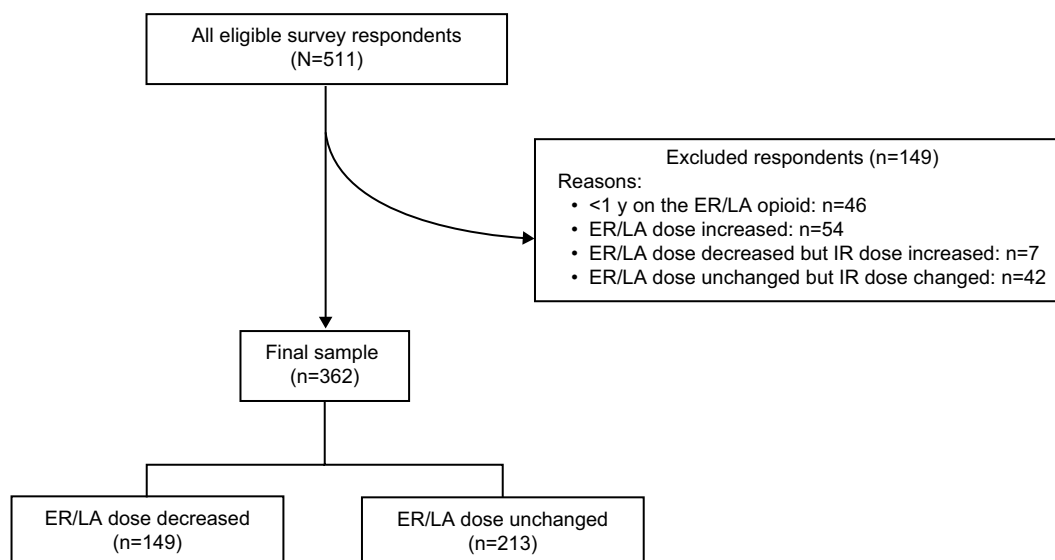 All eligible survey respondents
(N=511)
Excluded respondents (n=149)
Reasons:
• <1 y on the ER/LA opioid: n=46
• ER/LA dose increased: n=54
• ER/LA dose decreased but IR dose increased: n=7
• ER/LA dose unchanged but IR dose changed: n=42
Final sample
(n=362)
ER/LA dose decreased
(n=149)
ER/LA dose unchanged
(n=213)